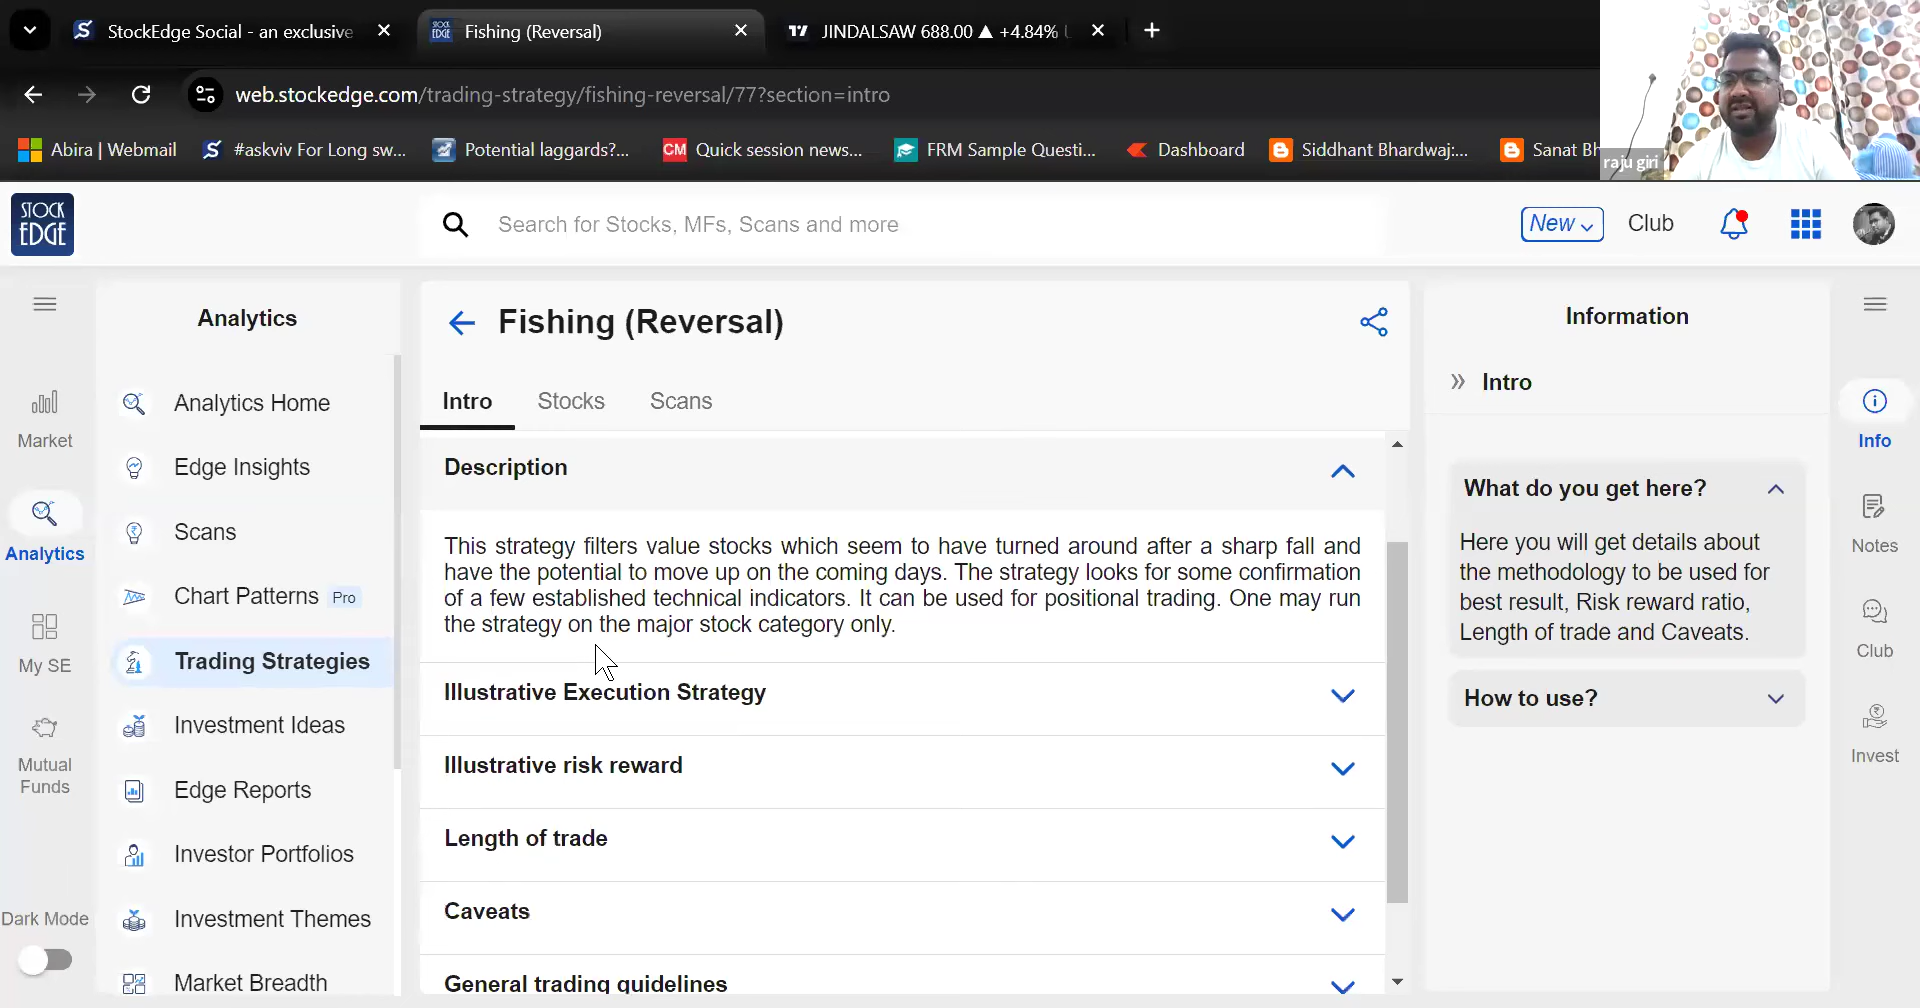 StockEdge Social - an exclusive
Fishing (Reversal)
JINDALSAW 688.00 ▲ +4.84%
web.stockedge.com/trading-strategy/fishing-reversal/77?section=intro
Abira | Webmail
#askviv For Long sw...
Potential laggards?...
CM Quick session news...
FRM Sample Questi...
Dashboard
Siddhant Bhardwaj:...
Sanat Bh
raju giri
STOCK
EDGE
Search for Stocks, MFs, Scans and more
New
Club
Analytics
Fishing (Reversal)
Information
Intro
Stocks
Scans
Intro
Market
Analytics
My SE
Mutual
Funds
Dark Mode
Analytics Home
Edge Insights
Scans
Chart Patterns Pro
Trading Strategies
Investment Ideas
Edge Reports
Investor Portfolios
Investment Themes
Market Breadth
Description
This strategy filters value stocks which seem to have turned around after a sharp fall and
have the potential to move up on the coming days. The strategy looks for some confirmation
of a few established technical indicators. It can be used for positional trading. One may run
the strategy on the major stock category only.
Illustrative Execution Strategy
Illustrative risk reward
Length of trade
Caveats
General trading guidelines
What do you get here?
Here you will get details about
the methodology to be used for
best result, Risk reward ratio,
Length of trade and Caveats.
How to use?
Info
Notes
Club
Invest